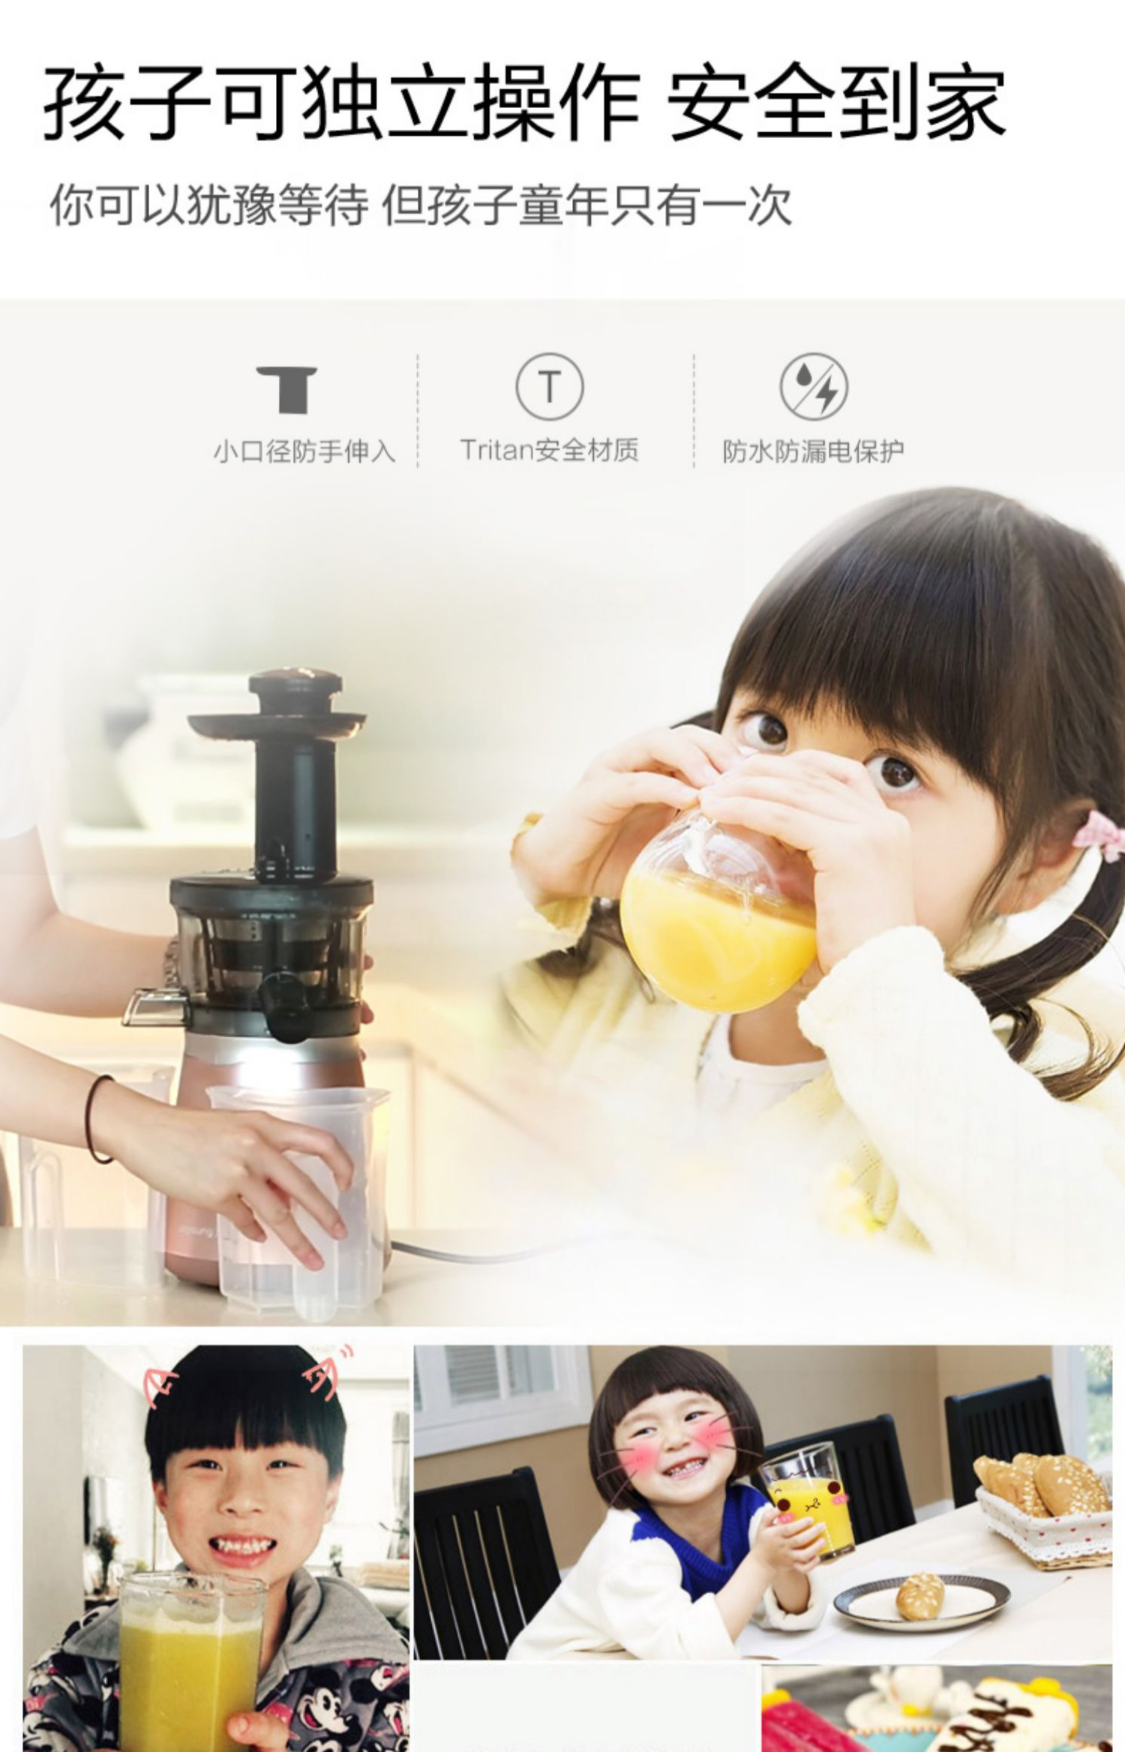 孩子可独立操作 安全到家
你可以犹豫等待 但孩子童年只有一次
小口径防手伸入
T
Tritan安全材质
防水防漏电保护